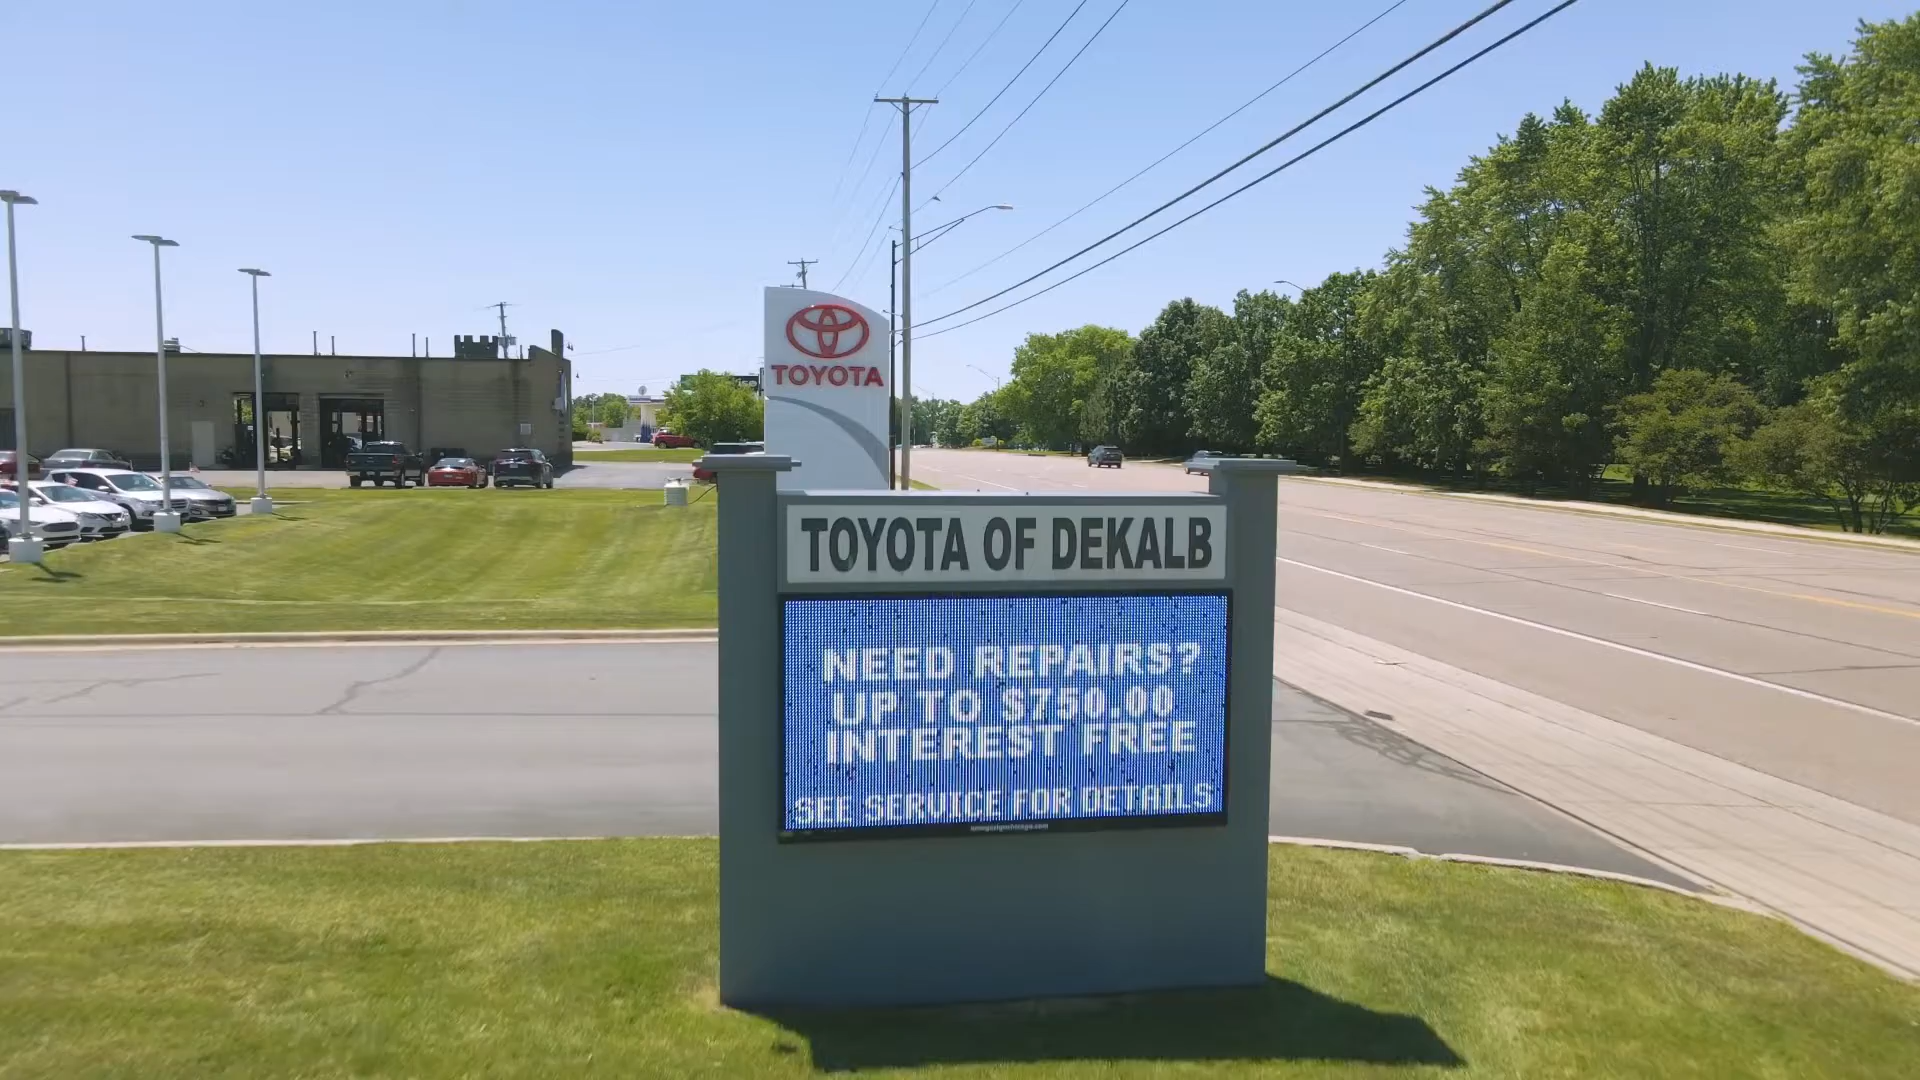 TOYOTA
TOYOTA OF DEKALB
NEED REPAIRS?
UP TO $750.00
INTEREST FREE
SEE SERVICE FOR DETAILS